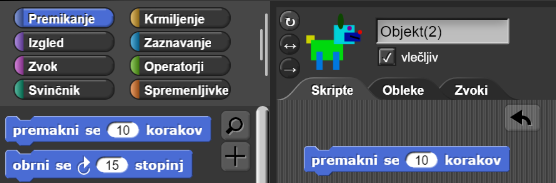 Premikanje
Krmiljenje
Izgled
Zaznavanje
Zvok
Operatorji
Svinčnik
Spremenljivke
premakni se 10 korakov
obrni se 15 stopinj
Objekt(2)
vlečljiv
Skripte
Obleke
Zvoki
premakni se 10 korakov